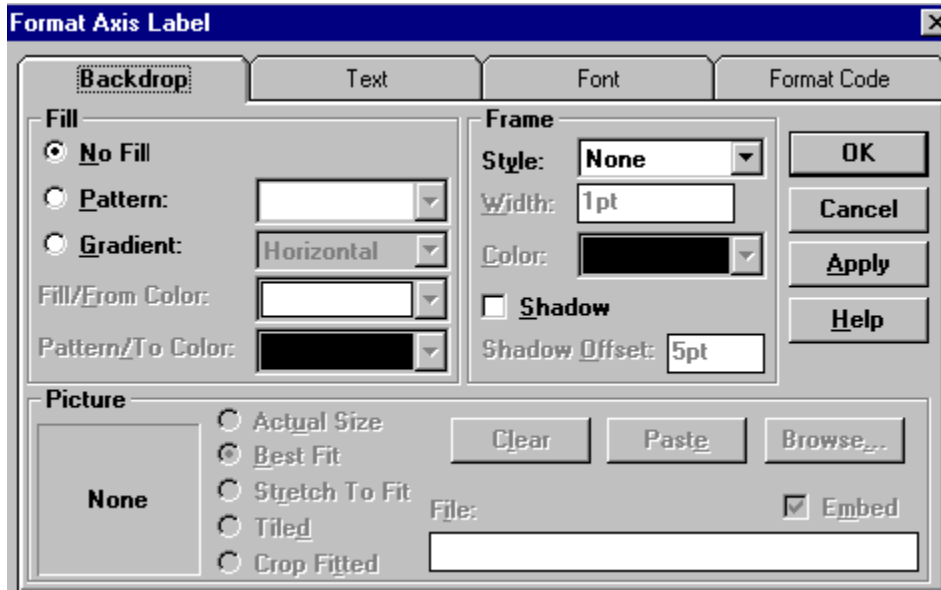 Format Axis Label
Backdrop Text Font Format Code
Fill
No Fill
Pattern:
Gradient: Horizontal
Fill/From Color:
Pattern/To Color:
Frame
Style: None
Width: 1pt
Color:
Shadow
Shadow Offset: 5pt
OK
Cancel
Apply
Help
Picture
None
Actual Size
Best Fit
Stretch To Fit
Tiled
Crop Fitted
Clear Paste Browse...
File: Embed